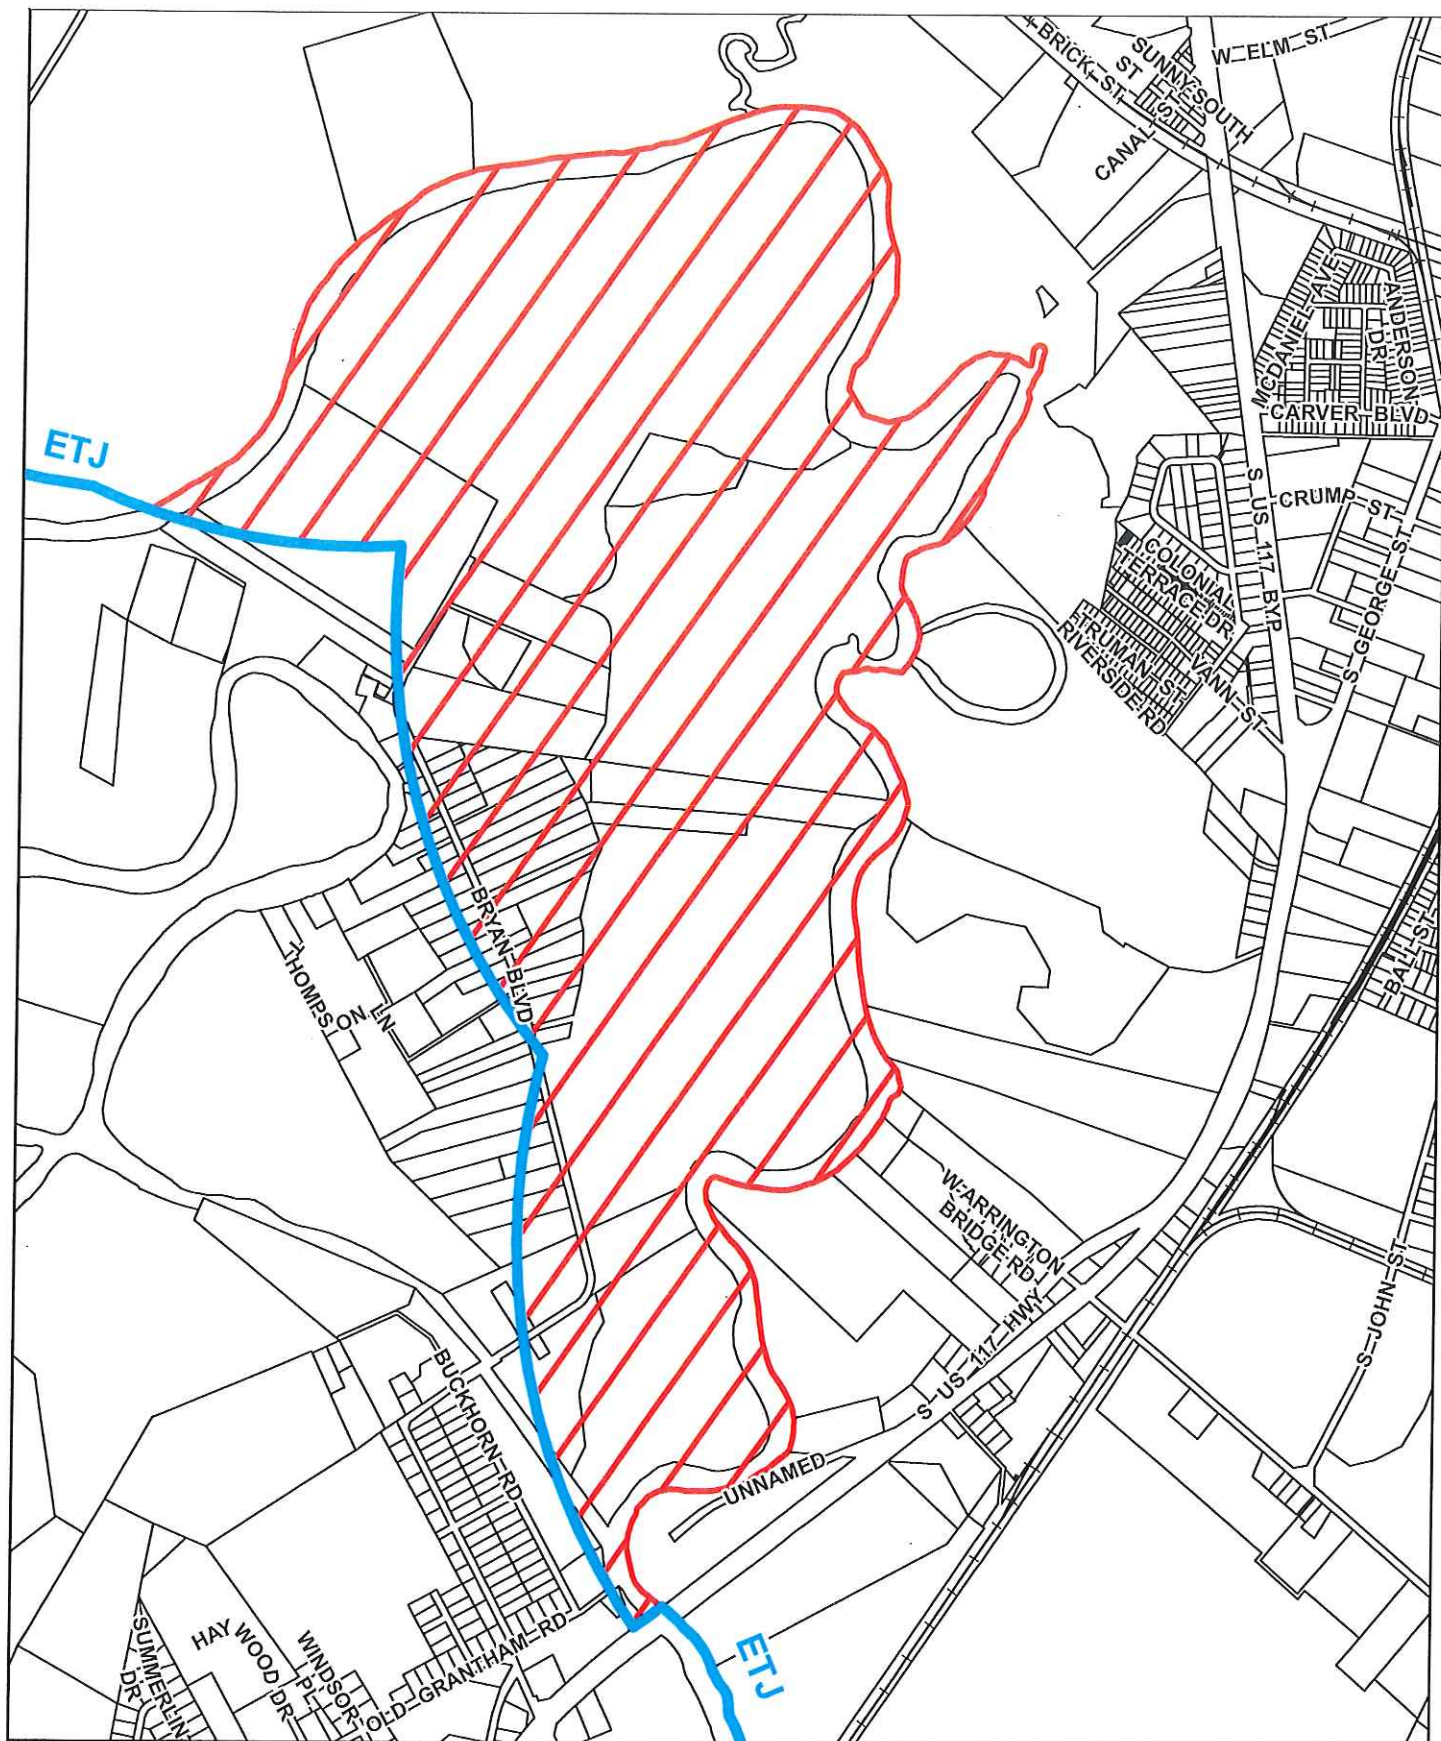 W ELM ST
BRICK ST
SUNNY SOUTH
ST
CANAL S
MCDANIEL AVE
ANDERSON
DR
CARVER BLVD
ETJ
S US 117 BYP
CRUMP ST
S GEORGE S
COLONIAL
TERRACE DR
TRUMAN ST
RIVERSIDE RD
VANN ST
BRYAN BLVD
THOMPSON LN
BALL ST
W ARRINGTON
BRIDGE RD
S US 117 HWY
S JOHN ST
BUCKHORN RD
UNNAMED
ETJ
SUMMERLIN
DR
HAYWOOD DR
WINDSOR
PL
OLD GRANTHAM RD